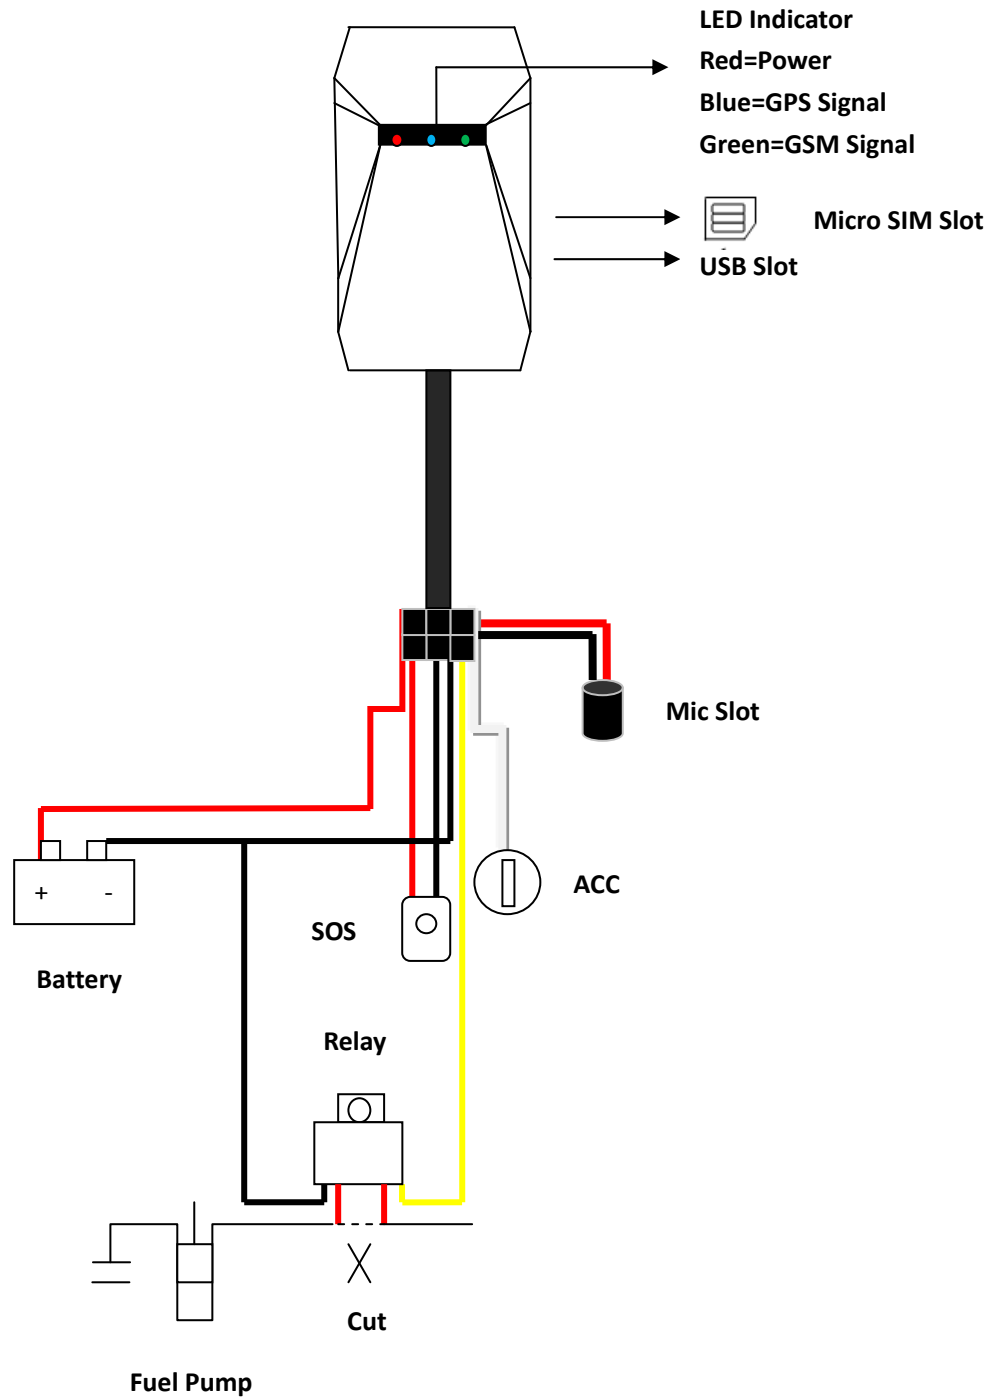 LED Indicator
Red=Power
Blue=GPS Signal
Green=GSM Signal
Micro SIM Slot
USB Slot
Mic Slot
+ -
ACC
SOS
Battery
Relay
Cut
Fuel Pump